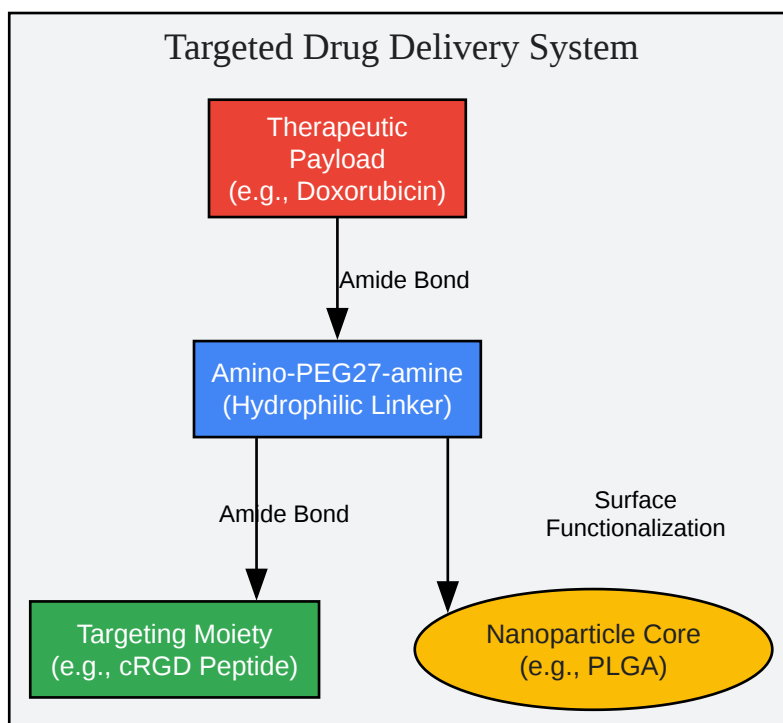 Targeted Drug Delivery System
Therapeutic
Payload
(e.g., Doxorubicin)
Amide Bond
Amino-PEG27-amine
(Hydrophilic Linker)
Amide Bond
Surface
Functionalization
Targeting Moiety
(e.g., cRGD Peptide)
Nanoparticle Core
(e.g., PLGA)